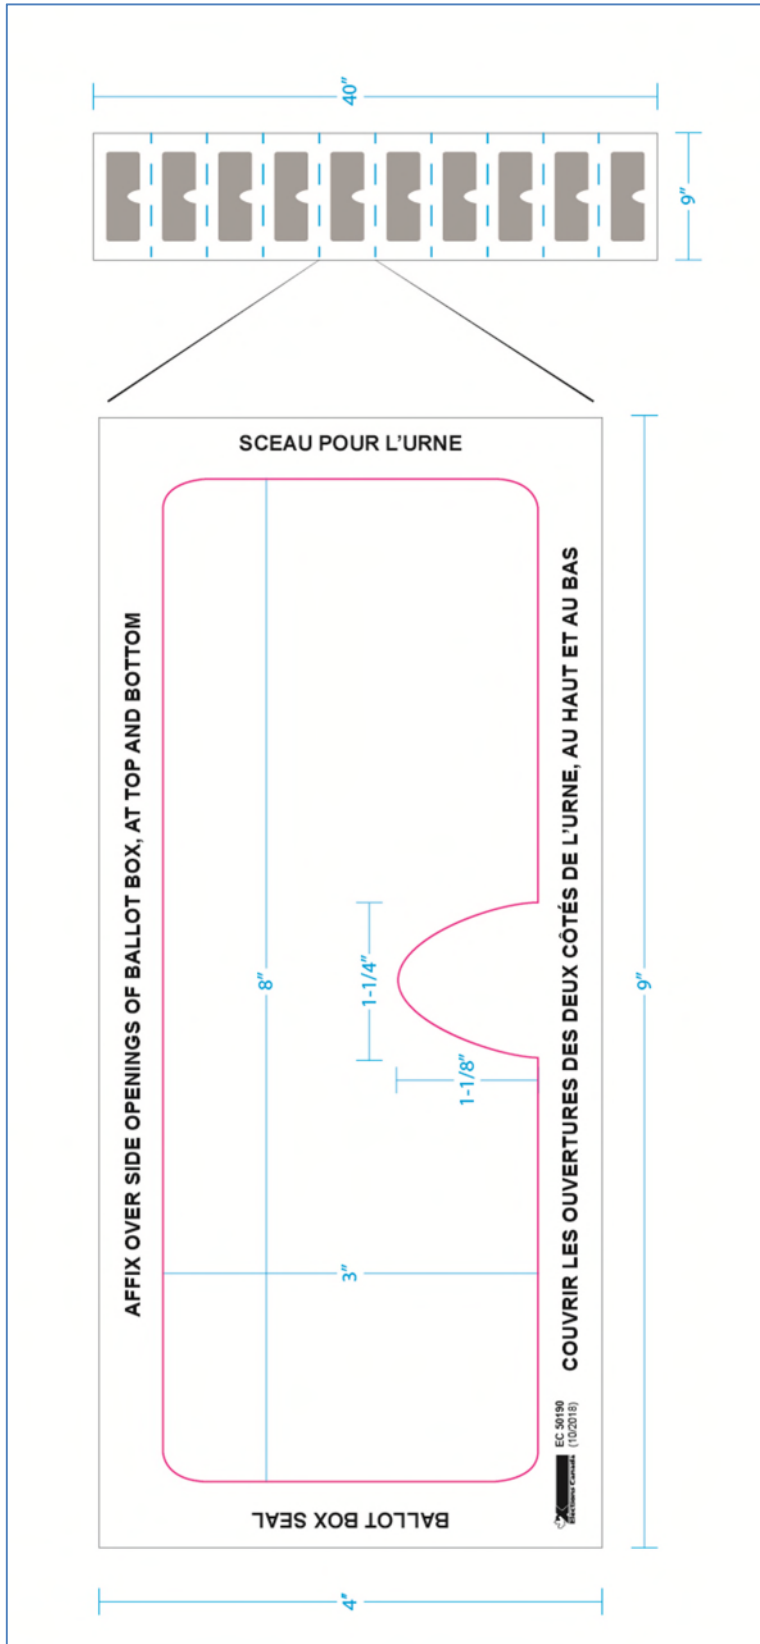 40″
9″
SCEAU POUR L’URNE
AFFIX OVER SIDE OPENINGS OF BALLOT BOX, AT TOP AND BOTTOM
COUVRIR LES OUVERTURES DES DEUX CÔTÉS DE L’URNE, AU HAUT ET AU BAS
8″
1-1/4″
1-1/8″
9″
3″
EC 50190
(10/2018)
Elections Canada
BALLOT BOX SEAL
4″